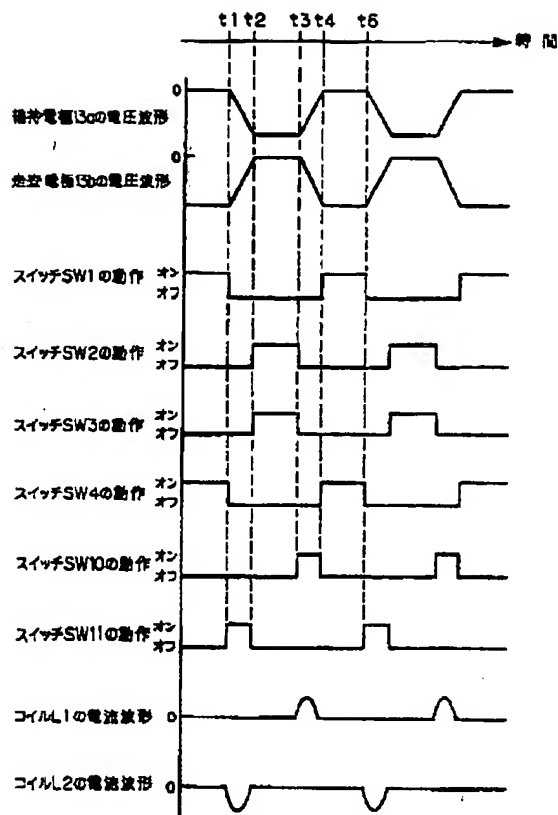 t1 t2 t3 t4 t6
時間
0
維持電極13aの電圧波形
0
走査電極13bの電圧波形
スイッチSW1の動作 オン
オフ
スイッチSW2の動作 オン
オフ
スイッチSW3の動作 オン
オフ
スイッチSW4の動作 オン
オフ
スイッチSW10の動作 オン
オフ
スイッチSW11の動作 オン
オフ
コイルL1の電流波形 0
コイルL2の電流波形 0